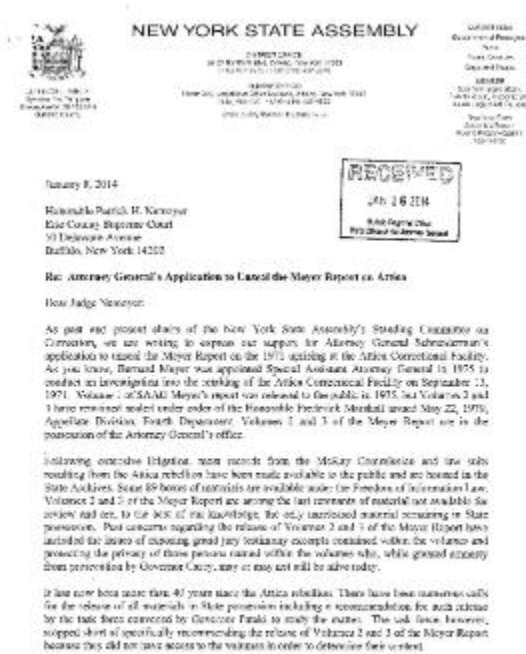 NEW YORK STATE ASSEMBLY
DISTRICT OFFICE
RECEIVED
JAN 16 2014
January 8, 2014
Honorable Patrick H. Nemoyer
Erie County Supreme Court
50 Delaware Avenue
Buffalo, New York 14202
Re: Attorney General's Application to Unseal the Meyer Report on Attica
Dear Judge Nemoyer:
As past and present chairs of the New York State Assembly's Standing Committee on
Correction, we are writing to express our support for Attorney General Schneiderman's
application to unseal the Meyer Report on the 1971 uprising at the Attica Correctional Facility.
As you know, Bernard Meyer was appointed Special Assistant Attorney General in 1975 to
conduct an investigation into the retaking of the Attica Correctional Facility on September 13,
1971. Volume 1 of SAAG Meyer's report was released to the public in 1975, but Volumes 2 and
3 have remained sealed under order of the Honorable Frederick Marshall issued May 22, 1979,
Appellate Division, Fourth Department. Volumes 2 and 3 of the Meyer Report are in the
possession of the Attorney General's office.
Following extensive litigation, most records from the McKay Commission and law suits
resulting from the Attica rebellion have been made available to the public and are housed in the
State Archives. Some 89 boxes of materials are available under the Freedom of Information Law.
Volumes 2 and 3 of the Meyer Report are among the last remnants of material not available for
review and are, to the best of our knowledge, the only unreleased material remaining in State
possession. Past concerns regarding the release of Volumes 2 and 3 of the Meyer Report have
included the issues of exposing grand jury testimony excerpts contained within the volumes and
protecting the privacy of those persons named within the volumes who, while granted amnesty
from prosecution by Governor Carey, may or may not still be alive today.
It has now been more than 40 years since the Attica rebellion. There have been numerous calls
for the release of all materials in State possession including a recommendation for such release
by the task force convened by Governor Pataki to study the matter. The task force, however,
stopped short of specifically recommending the release of Volumes 2 and 3 of the Meyer Report
because they did not have access to the volumes in order to determine their content.